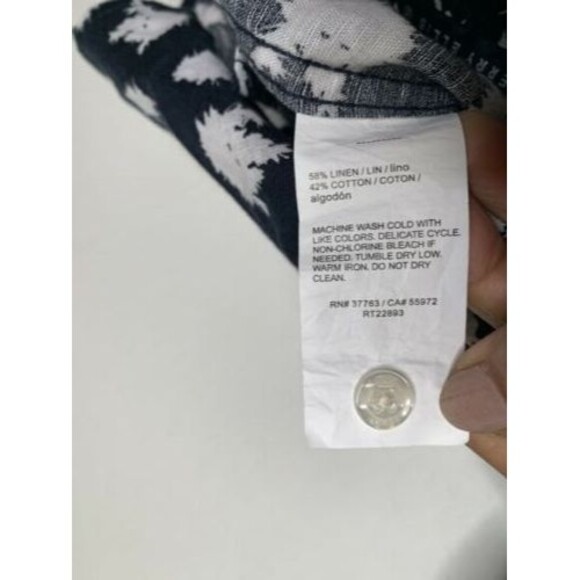 58% LINEN / LIN / lino
42% COTTON / COTON /
algodón
MACHINE WASH COLD WITH
LIKE COLORS. DELICATE CYCLE.
NON-CHLORINE BLEACH IF
NEEDED. TUMBLE DRY LOW.
WARM IRON. DO NOT DRY
CLEAN.
RN# 37763 / CA# 55972
RT22893